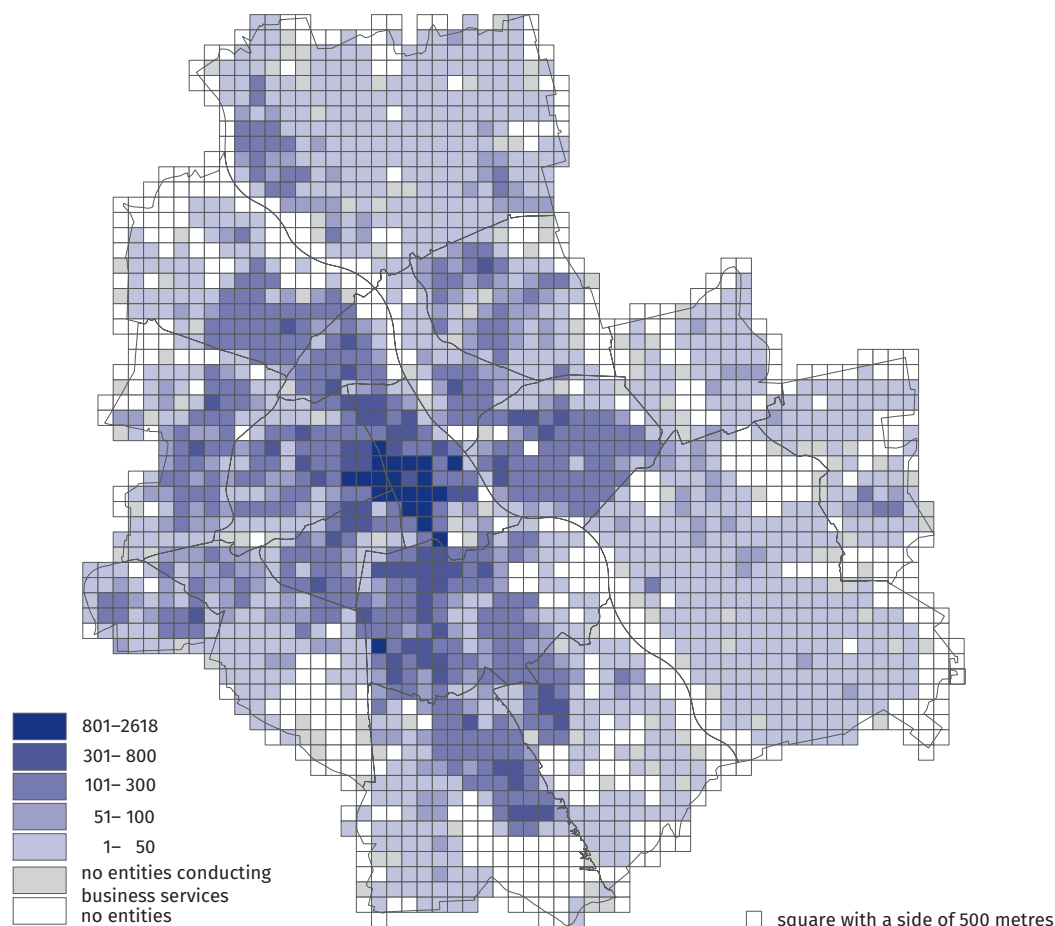 801–2618
301– 800
101– 300
51– 100
1– 50
no entities conducting
business services
no entities
square with a side of 500 metres